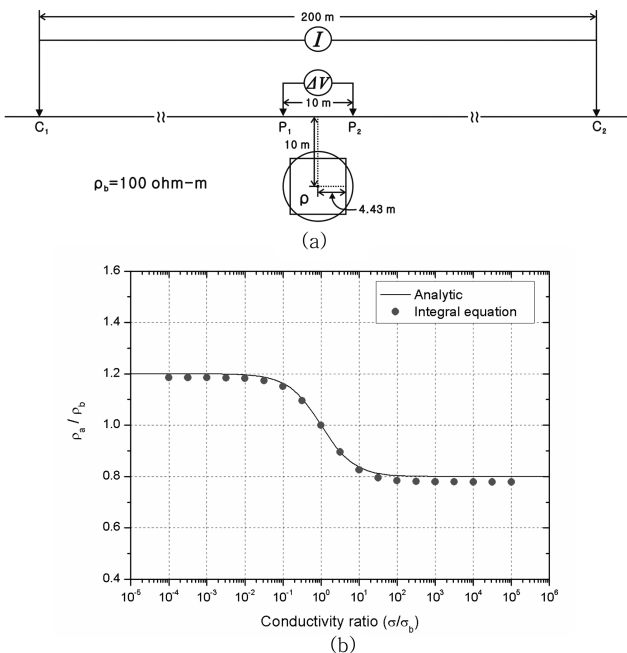 200 m
I
ΔV
10 m
C₁
P₁
P₂
C₂
10 m
ρb=100 ohm-m
ρ
4.43 m
(a)
1.6
1.4
1.2
1.0
0.8
0.6
0.4
ρa / ρb
Analytic
Integral equation
10⁻⁵ 10⁻⁴ 10⁻³ 10⁻² 10⁻¹ 10⁰ 10¹ 10² 10³ 10⁴ 10⁵ 10⁶
Conductivity ratio (σ/σb)
(b)